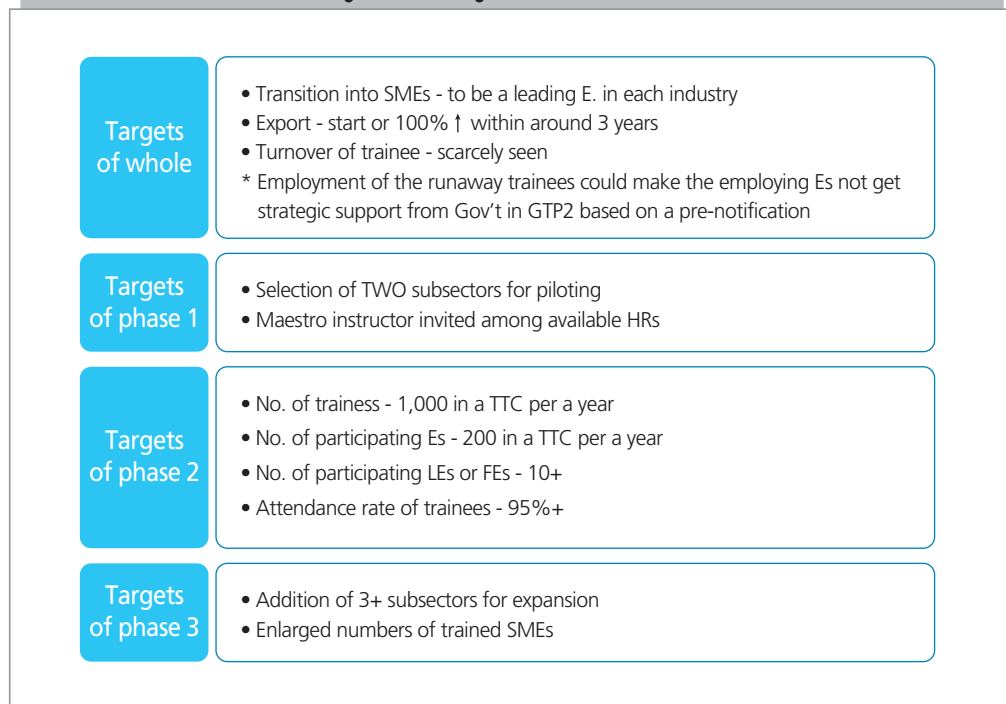 Targets
of whole
• Transition into SMEs - to be a leading E. in each industry
• Export - start or 100% ↑ within around 3 years
• Turnover of trainee - scarcely seen
* Employment of the runaway trainees could make the employing Es not get
strategic support from Gov't in GTP2 based on a pre-notification
Targets
of phase 1
• Selection of TWO subsectors for piloting
• Maestro instructor invited among available HRs
Targets
of phase 2
• No. of trainess - 1,000 in a TTC per a year
• No. of participating Es - 200 in a TTC per a year
• No. of participating LEs or FEs - 10+
• Attendance rate of trainees - 95%+
Targets
of phase 3
• Addition of 3+ subsectors for expansion
• Enlarged numbers of trained SMEs